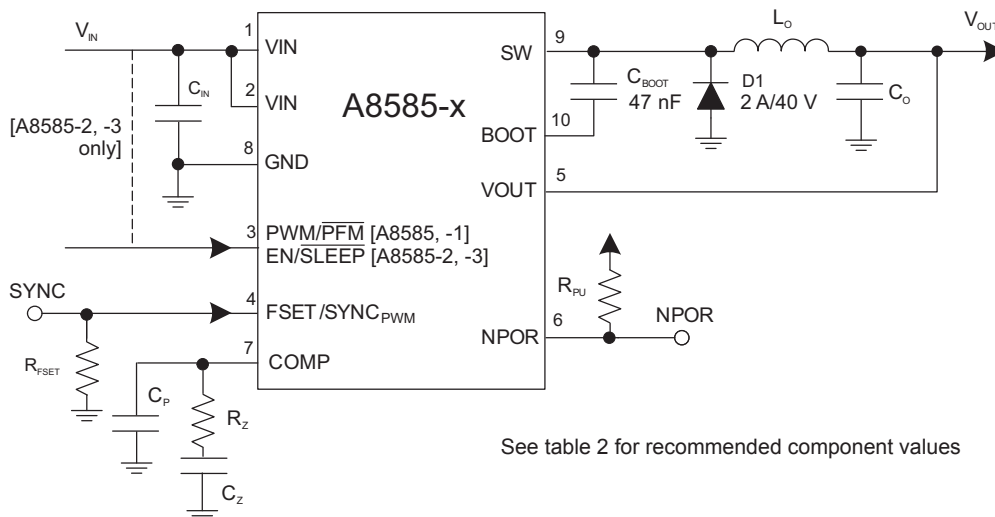 V_IN
1
VIN
C_IN
2
VIN
[A8585-2, -3
only]
8
GND
3
PWM/PFM [A8585, -1]
EN/SLEEP [A8585-2, -3]
SYNC
4
FSET/SYNC_PWM
R_FSET
7
COMP
C_P
R_Z
C_Z
A8585-x
SW
9
L_O
V_OUT
C_BOOT
47 nF
D1
2 A/40 V
C_O
10
BOOT
VOUT
5
R_PU
6
NPOR
NPOR
See table 2 for recommended component values